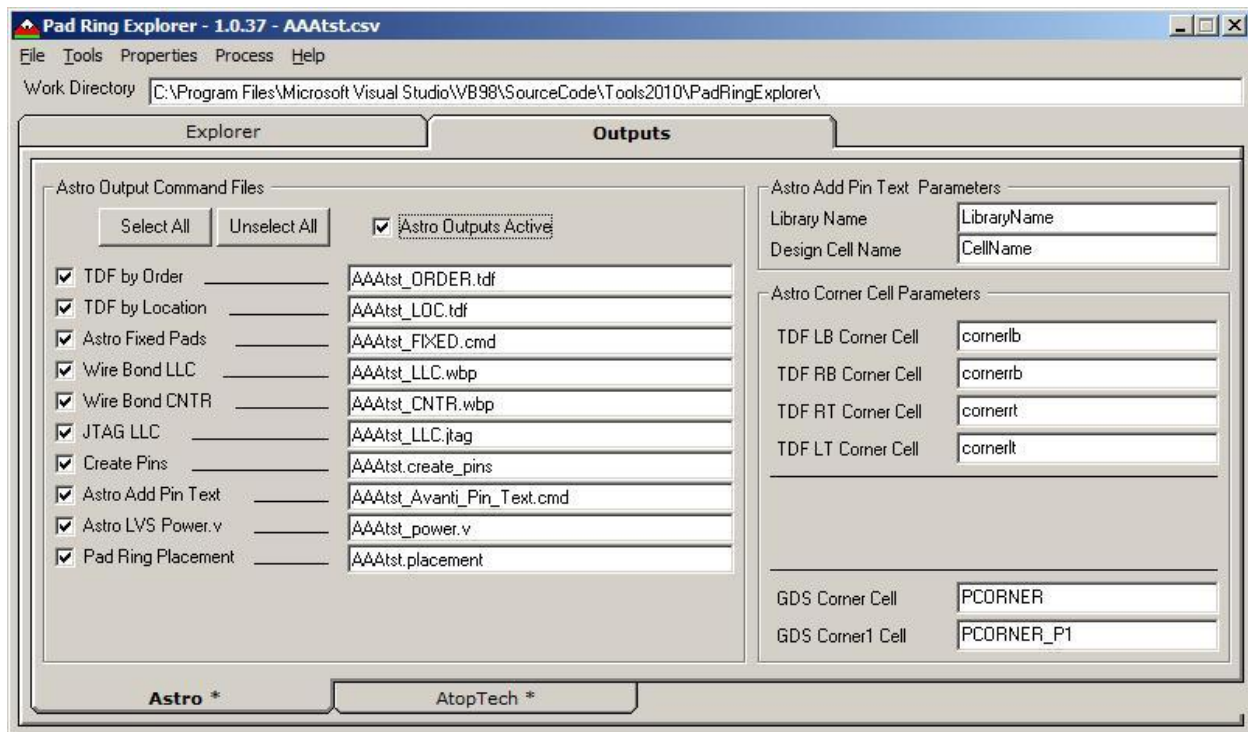 Pad Ring Explorer - 1.0.37 - AAAtst.csv
File Tools Properties Process Help
Work Directory C:\Program Files\Microsoft Visual Studio\VB98\SourceCode\Tools2010\PadRingExplorer\
Explorer Outputs
Astro Output Command Files
Select All Unselect All Astro Outputs Active
TDF by Order AAAtst_ORDER.tdf
TDF by Location AAAtst_LOC.tdf
Astro Fixed Pads AAAtst_FIXED.cmd
Wire Bond LLC AAAtst_LLC.wbp
Wire Bond CNTR AAAtst_CNTR.wbp
JTAG LLC AAAtst_LLC.jtag
Create Pins AAAtst.create_pins
Astro Add Pin Text AAAtst_Avanti_Pin_Text.cmd
Astro LVS Power.v AAAtst_power.v
Pad Ring Placement AAAtst.placement
Astro Add Pin Text Parameters
Library Name LibraryName
Design Cell Name CellName
Astro Corner Cell Parameters
TDF LB Corner Cell cornerlb
TDF RB Corner Cell cornerrb
TDF RT Corner Cell cornerrt
TDF LT Corner Cell cornerlt
GDS Corner Cell PCORNER
GDS Corner1 Cell PCORNER_P1
Astro * AtopTech *